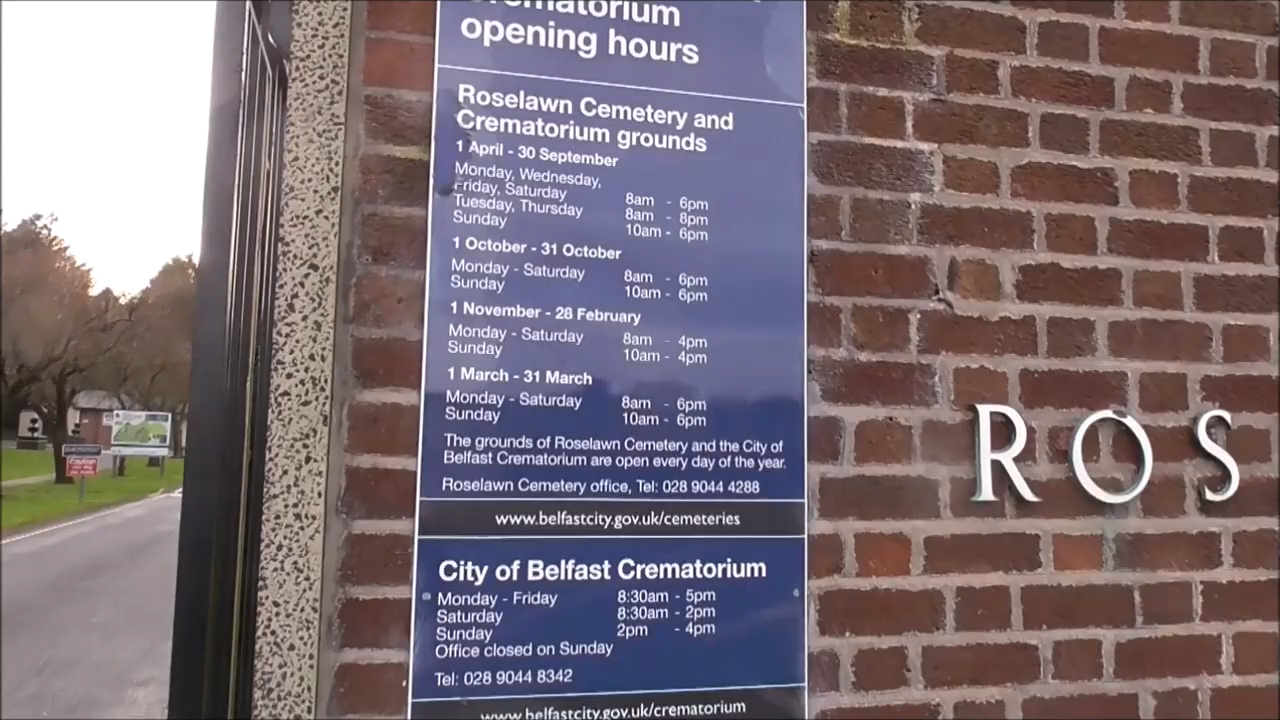 Crematorium
opening hours
Roselawn Cemetery and
Crematorium grounds
1 April - 30 September
Monday, Wednesday,
Friday, Saturday 8am - 6pm
Tuesday, Thursday 8am - 8pm
Sunday 10am - 6pm
1 October - 31 October
Monday - Saturday 8am - 6pm
Sunday 10am - 6pm
1 November - 28 February
Monday - Saturday 8am - 4pm
Sunday 10am - 4pm
1 March - 31 March
Monday - Saturday 8am - 6pm
Sunday 10am - 6pm
The grounds of Roselawn Cemetery and the City of
Belfast Crematorium are open every day of the year.
Roselawn Cemetery office, Tel: 028 9044 4288
www.belfastcity.gov.uk/cemeteries
City of Belfast Crematorium
Monday - Friday 8:30am - 5pm
Saturday 8:30am - 2pm
Sunday 2pm - 4pm
Office closed on Sunday
Tel: 028 9044 8342
www.belfastcity.gov.uk/crematorium
ROS